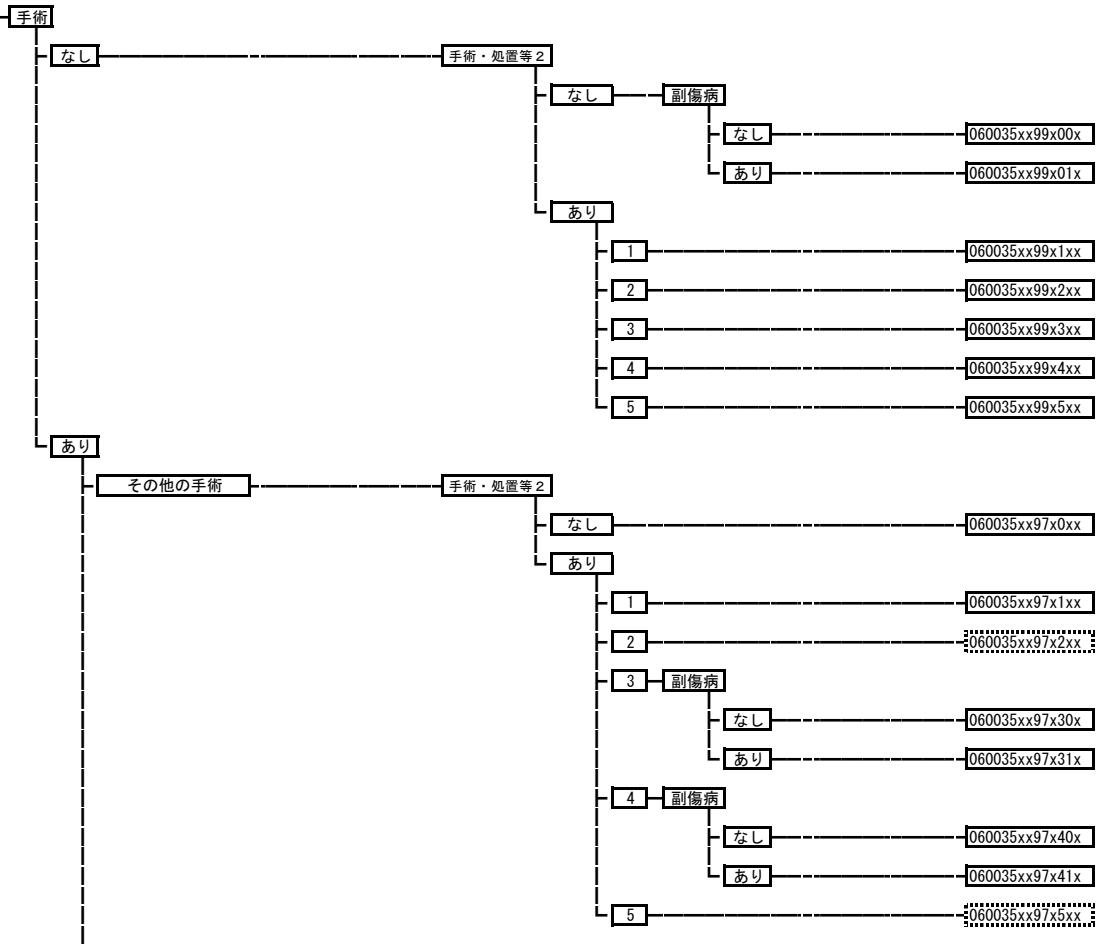 手術
なし 手術・処置等2
なし 副傷病
なし 060035xx99x00x
あり 060035xx99x01x
あり
1 060035xx99x1xx
2 060035xx99x2xx
3 060035xx99x3xx
4 060035xx99x4xx
5 060035xx99x5xx
あり
その他の手術 手術・処置等2
なし 060035xx97x0xx
あり
1 060035xx97x1xx
2 060035xx97x2xx
3 副傷病
なし 060035xx97x30x
あり 060035xx97x31x
4 副傷病
なし 060035xx97x40x
あり 060035xx97x41x
5 060035xx97x5xx